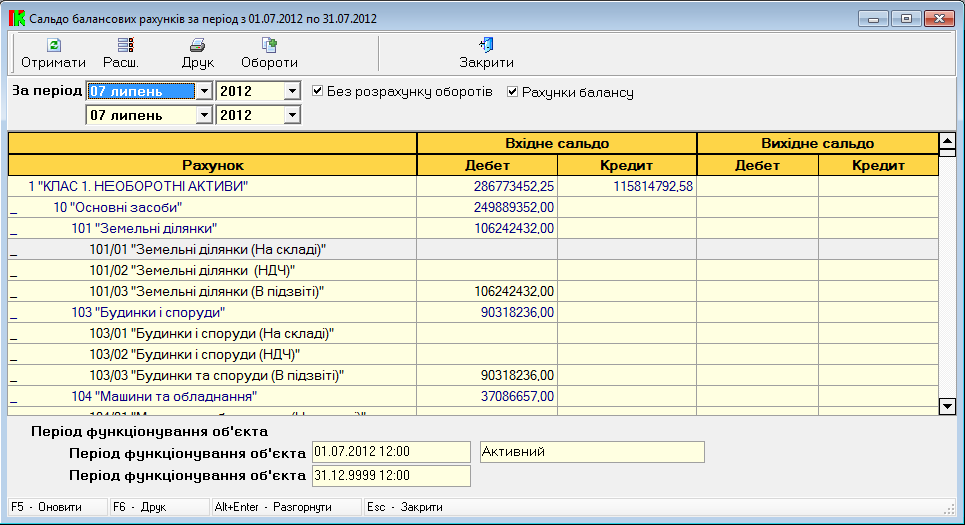 Сальдо балансових рахунків за період з 01.07.2012 по 31.07.2012
Отримати Расш. Друк Обороти Закрити
За період 07 липень 2012 Без розрахунку оборотів Рахунки балансу
07 липень 2012
Вхідне сальдо Вихідне сальдо
Рахунок Дебет Кредит Дебет Кредит
1 "КЛАС 1. НЕОБОРОТНІ АКТИВИ" 286773452,25 115814792,58
10 "Основні засоби" 249889352,00
101 "Земельні ділянки" 106242432,00
101/01 "Земельні ділянки (На складі)"
101/02 "Земельні ділянки (НДЧ)"
101/03 "Земельні ділянки (В підзвіті)" 106242432,00
103 "Будинки і споруди" 90318236,00
103/01 "Будинки і споруди (На складі)"
103/02 "Будинки і споруди (НДЧ)"
103/03 "Будинки та споруди (В підзвіті)" 90318236,00
104 "Машини та обладнання" 37086657,00
Період функціонування об'єкта
Період функціонування об'єкта 01.07.2012 12:00 Активний
Період функціонування об'єкта 31.12.9999 12:00
F5 - Оновити F6 - Друк Alt+Enter - Разгорнути Esc - Закрити